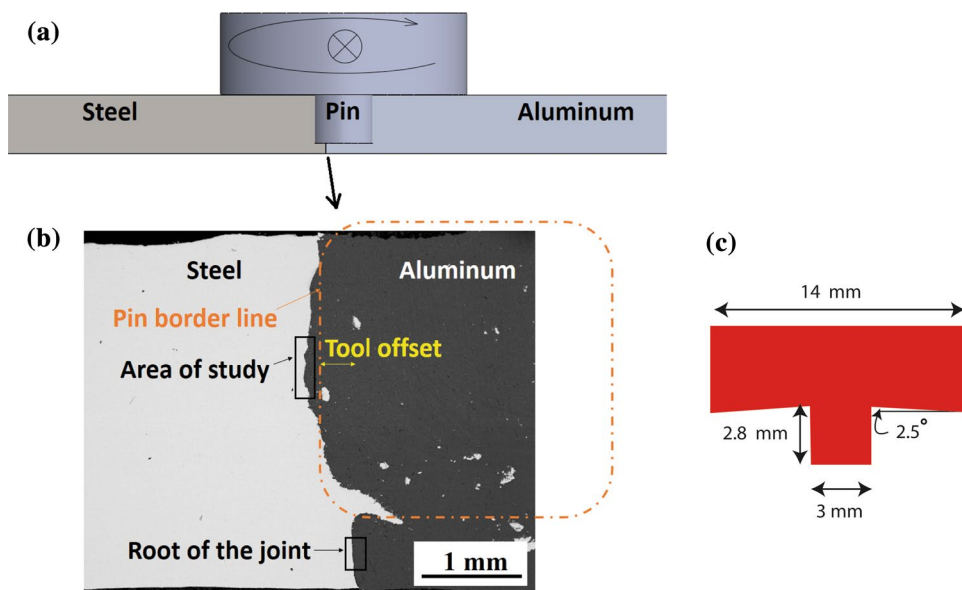 (a)
Steel
Pin
Aluminum
(b)
Steel
Aluminum
Pin border line
Tool offset
Area of study
Root of the joint
1 mm
(c)
14 mm
2.8 mm
2.5°
3 mm